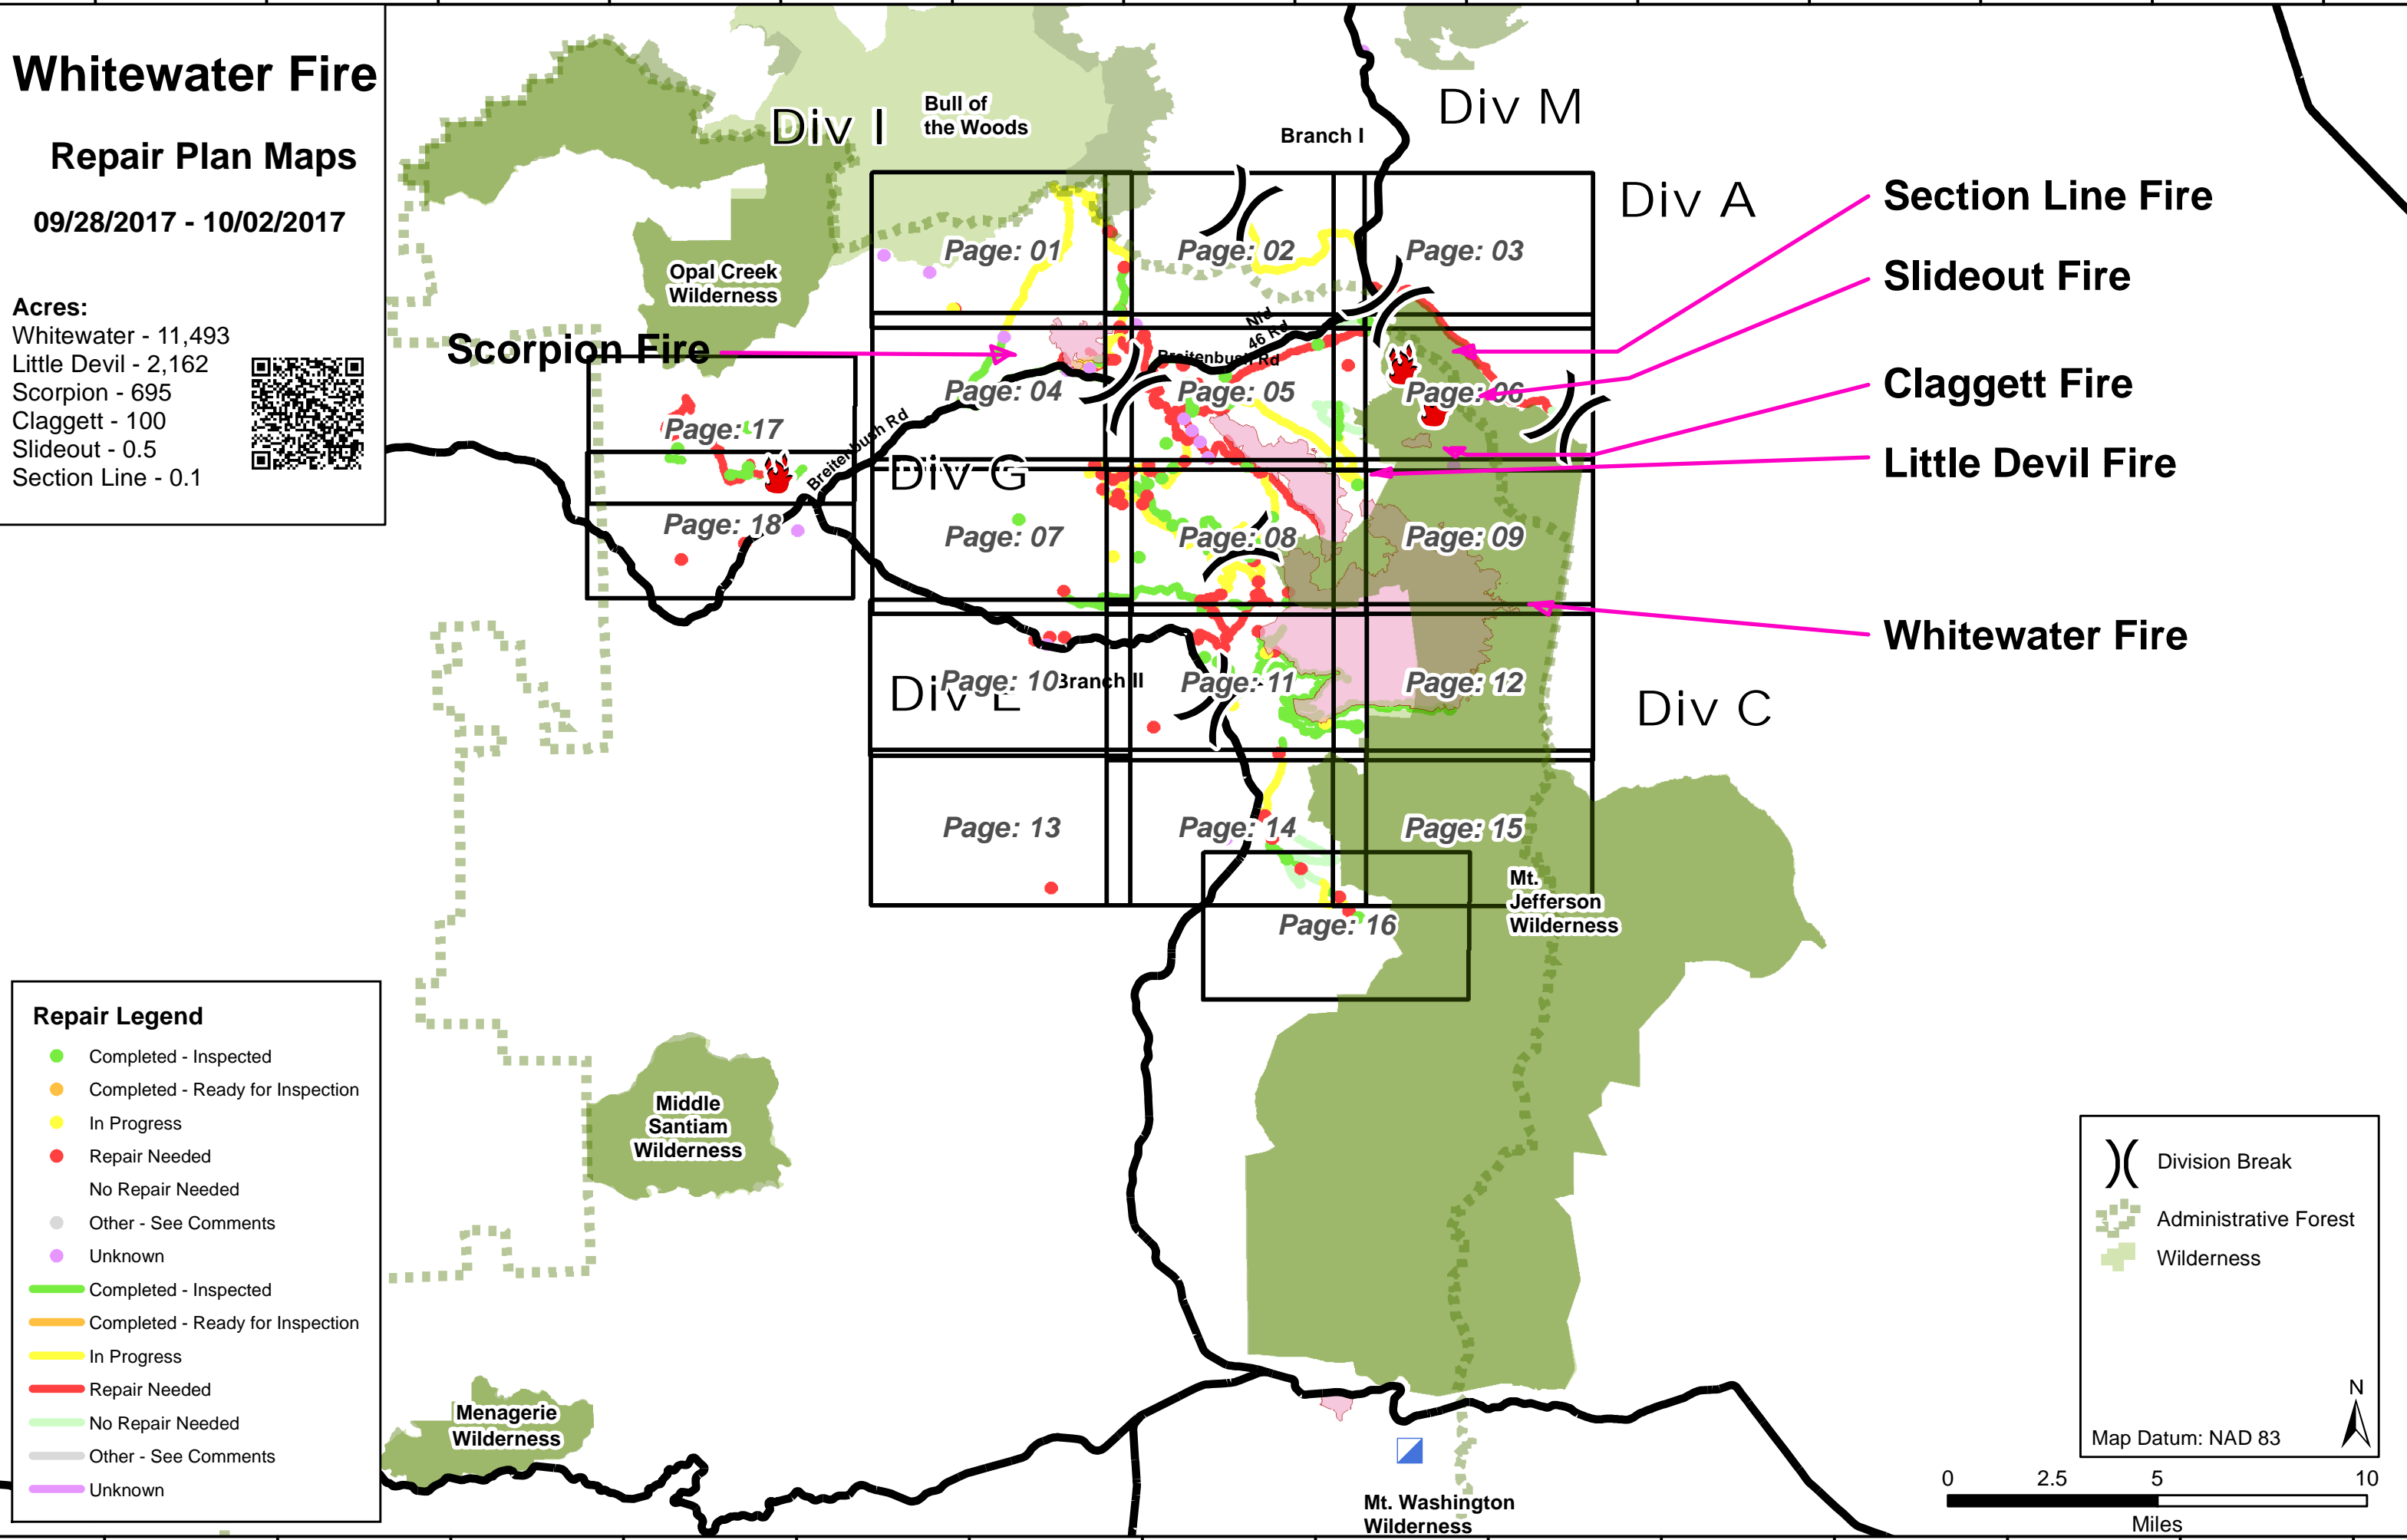 Whitewater Fire
Repair Plan Maps
09/28/2017 - 10/02/2017
Acres:
Whitewater - 11,493
Little Devil - 2,162
Scorpion - 695
Claggett - 100
Slideout - 0.5
Section Line - 0.1
Div I
Bull of
the Woods
Branch I
Div M
Div A
Section Line Fire
Slideout Fire
Claggett Fire
Little Devil Fire
Whitewater Fire
Scorpion Fire
Opal Creek
Wilderness
Page: 01
Page: 02
Page: 03
Nfd
46 Rd
Breitenbush Rd
Page: 04
Page: 05
Page: 06
Page: 17
Breitenbush Rd
Div G
Page: 18
Page: 07
Page: 08
Page: 09
Div E
Page: 10
Branch II
Page: 11
Page: 12
Div C
Page: 13
Page: 14
Page: 15
Page: 16
Mt.
Jefferson
Wilderness
Middle
Santiam
Wilderness
Menagerie
Wilderness
Mt. Washington
Wilderness
Repair Legend
Completed - Inspected
Completed - Ready for Inspection
In Progress
Repair Needed
No Repair Needed
Other - See Comments
Unknown
Completed - Inspected
Completed - Ready for Inspection
In Progress
Repair Needed
No Repair Needed
Other - See Comments
Unknown
Division Break
Administrative Forest
Wilderness
N
Map Datum: NAD 83
0 2.5 5 10
Miles